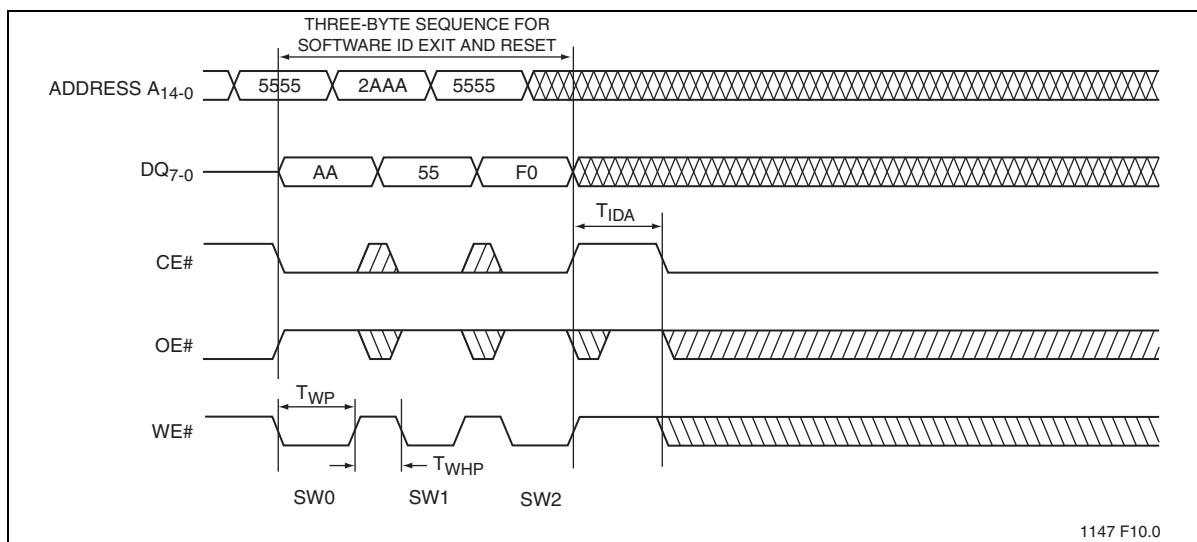 THREE-BYTE SEQUENCE FOR
SOFTWARE ID EXIT AND RESET
ADDRESS A14-0 5555 2AAA 5555
DQ7-0 AA 55 F0
TIDA
CE#
OE#
TWP
WE#
TWHP
SW0 SW1 SW2
1147 F10.0